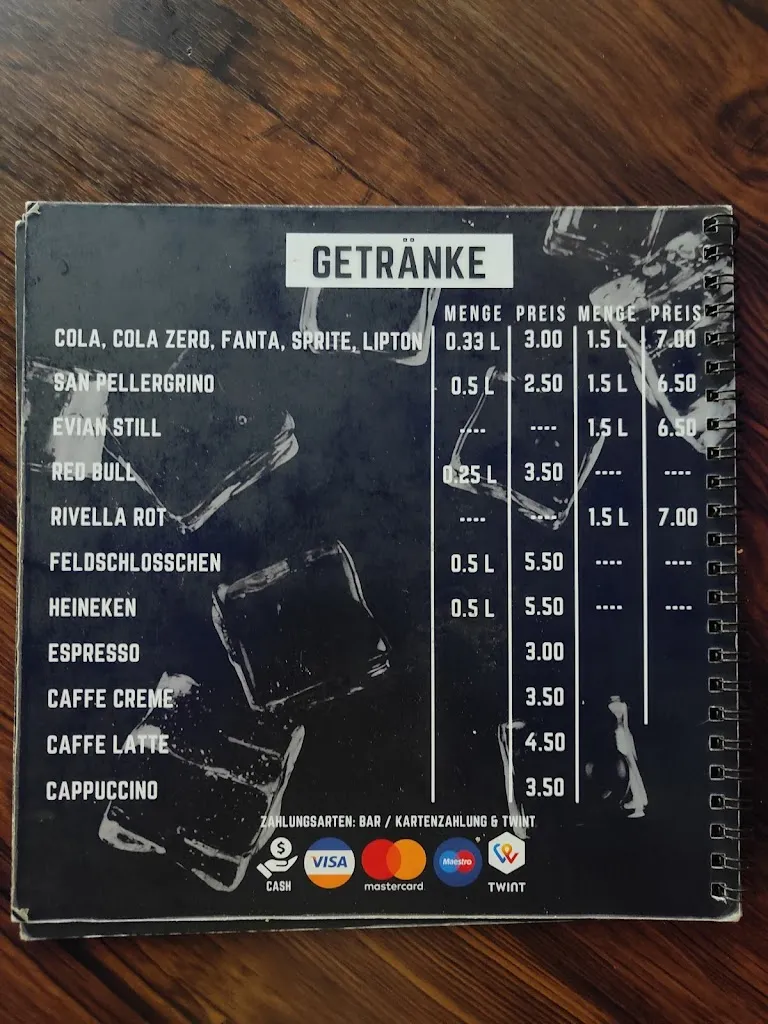 GETRÄNKE
MENGE PREIS MENGE PREIS
COLA, COLA ZERO, FANTA, SPRITE, LIPTON 0.33 L 3.00 1.5 L 7.00
SAN PELLERGRINO 0.5 L 2.50 1.5 L 6.50
EVIAN STILL ---- ---- 1.5 L 6.50
RED BULL 0.25 L 3.50 ---- ----
RIVELLA ROT ---- ---- 1.5 L 7.00
FELDSCHLOSSCHEN 0.5 L 5.50 ---- ----
HEINEKEN 0.5 L 5.50 ---- ----
ESPRESSO 3.00
CAFFE CREME 3.50
CAFFE LATTE 4.50
CAPPUCCINO 3.50
ZAHLUNGSARTEN: BAR / KARTENZAHLUNG & TWINT
$ CASH VISA mastercard Maestro TWINT